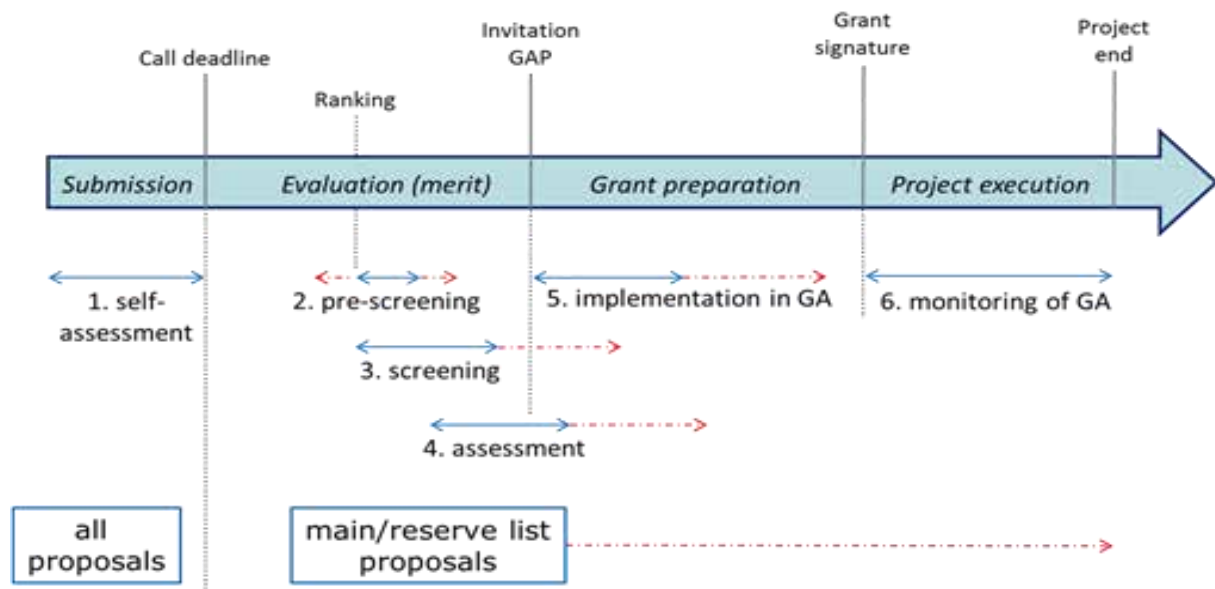 Call deadline
Ranking
Invitation
GAP
Grant
signature
Project
end
Submission
Evaluation (merit)
Grant preparation
Project execution
1. self-
assessment
2. pre-screening
5. implementation in GA
6. monitoring of GA
3. screening
4. assessment
all
proposals
main/reserve list
proposals